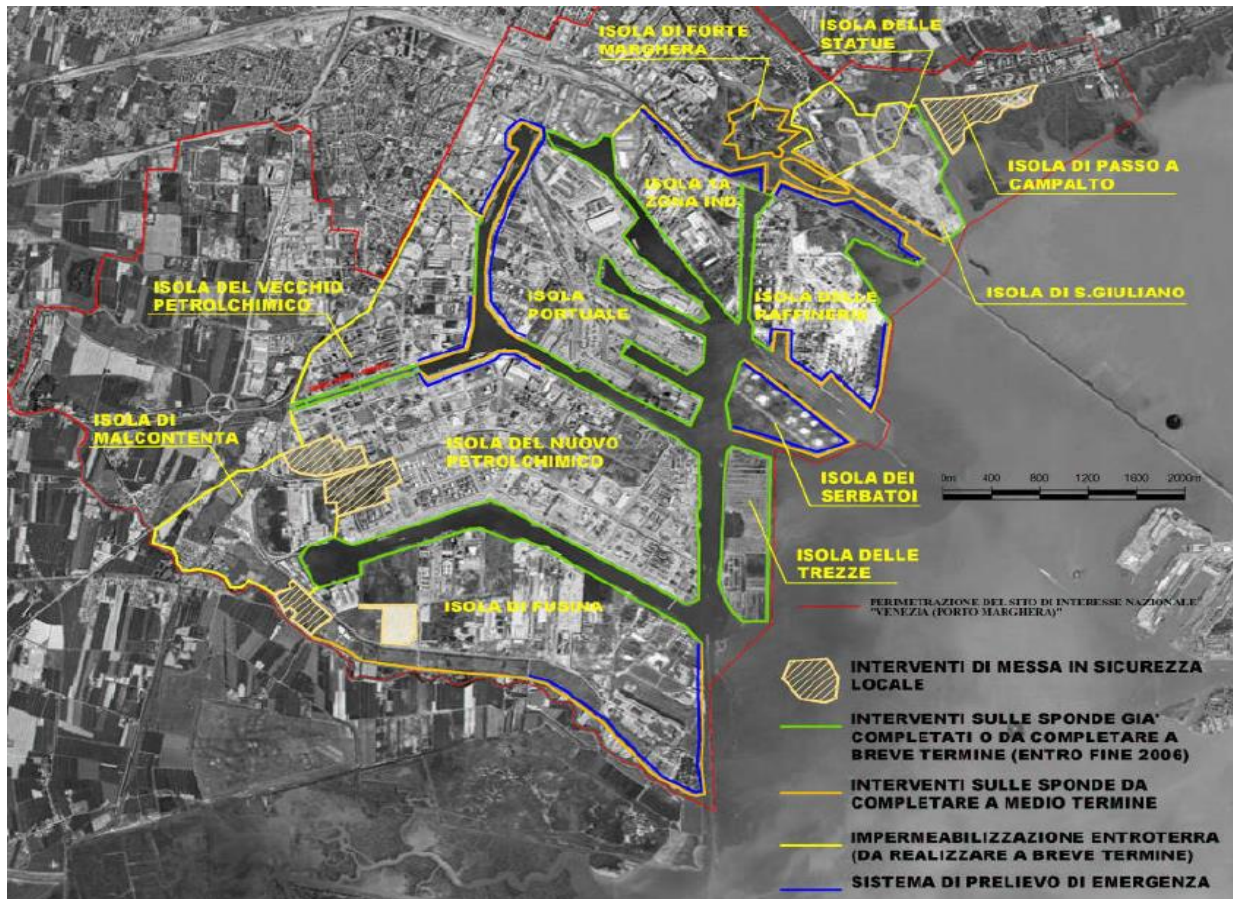 ISOLA DI FORTE
MARGHERA
ISOLA DELLE
STATUE
ISOLA DI PASSO A
CAMPALTO
ISOLA 1A
ZONA IND.
ISOLA DI S.GIULIANO
ISOLA DEL VECCHIO
PETROLCHIMICO
ISOLA
PORTUALE
ISOLA DELLE
RAFFINERIE
ISOLA DI
MALCONTENTA
ISOLA DEL NUOVO
PETROLCHIMICO
ISOLA DEI
SERBATOI
0m 400 800 1200 1600 2000m
ISOLA DELLE
TREZZE
ISOLA DI FUSINA
PERIMETRAZIONE DEL SITO DI INTERESSE NAZIONALE
"VENEZIA (PORTO MARGHERA)"
INTERVENTI DI MESSA IN SICUREZZA
LOCALE
INTERVENTI SULLE SPONDE GIA'
COMPLETATI O DA COMPLETARE A
BREVE TERMINE (ENTRO FINE 2006)
INTERVENTI SULLE SPONDE DA
COMPLETARE A MEDIO TERMINE
IMPERMEABILIZZAZIONE ENTROTERRA
(DA REALIZZARE A BREVE TERMINE)
SISTEMA DI PRELIEVO DI EMERGENZA